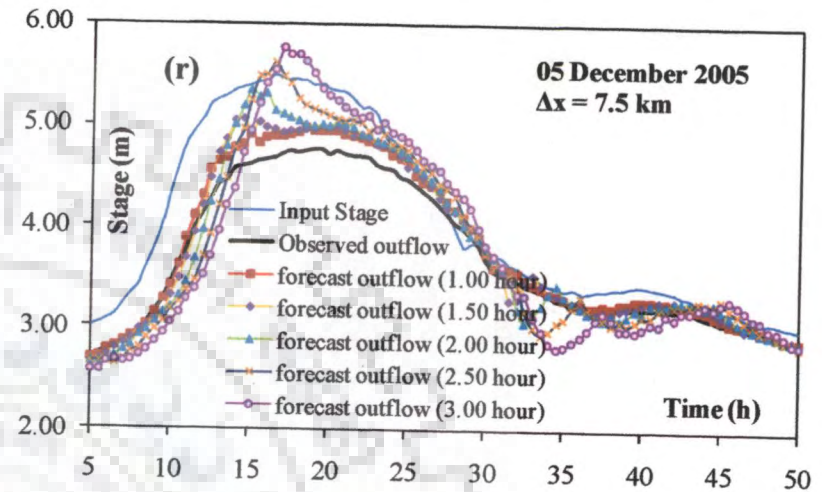 6.00
(r)
05 December 2005
Δx = 7.5 km
5.00
Stage (m)
4.00
Input Stage
Observed outflow
forecast outflow (1.00 hour)
3.00
forecast outflow (1.50 hour)
forecast outflow (2.00 hour)
forecast outflow (2.50 hour)
forecast outflow (3.00 hour)
Time (h)
2.00
5 10 15 20 25 30 35 40 45 50